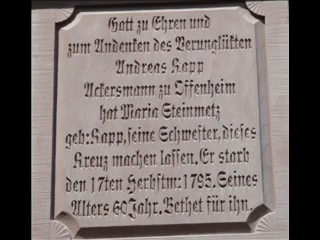 Gott zu Ehren und
zum Andenken des Verunglükten
Andreas Kapp
Ackersmann zu Offenheim
hat Maria Steinmetz
geb: Kapp, seine Schwester, dieses
Kreuz machen lassen. Er starb
den 17ten Herbstm: 1795. Seines
Alters 60 Jahr. Bethet für ihn.